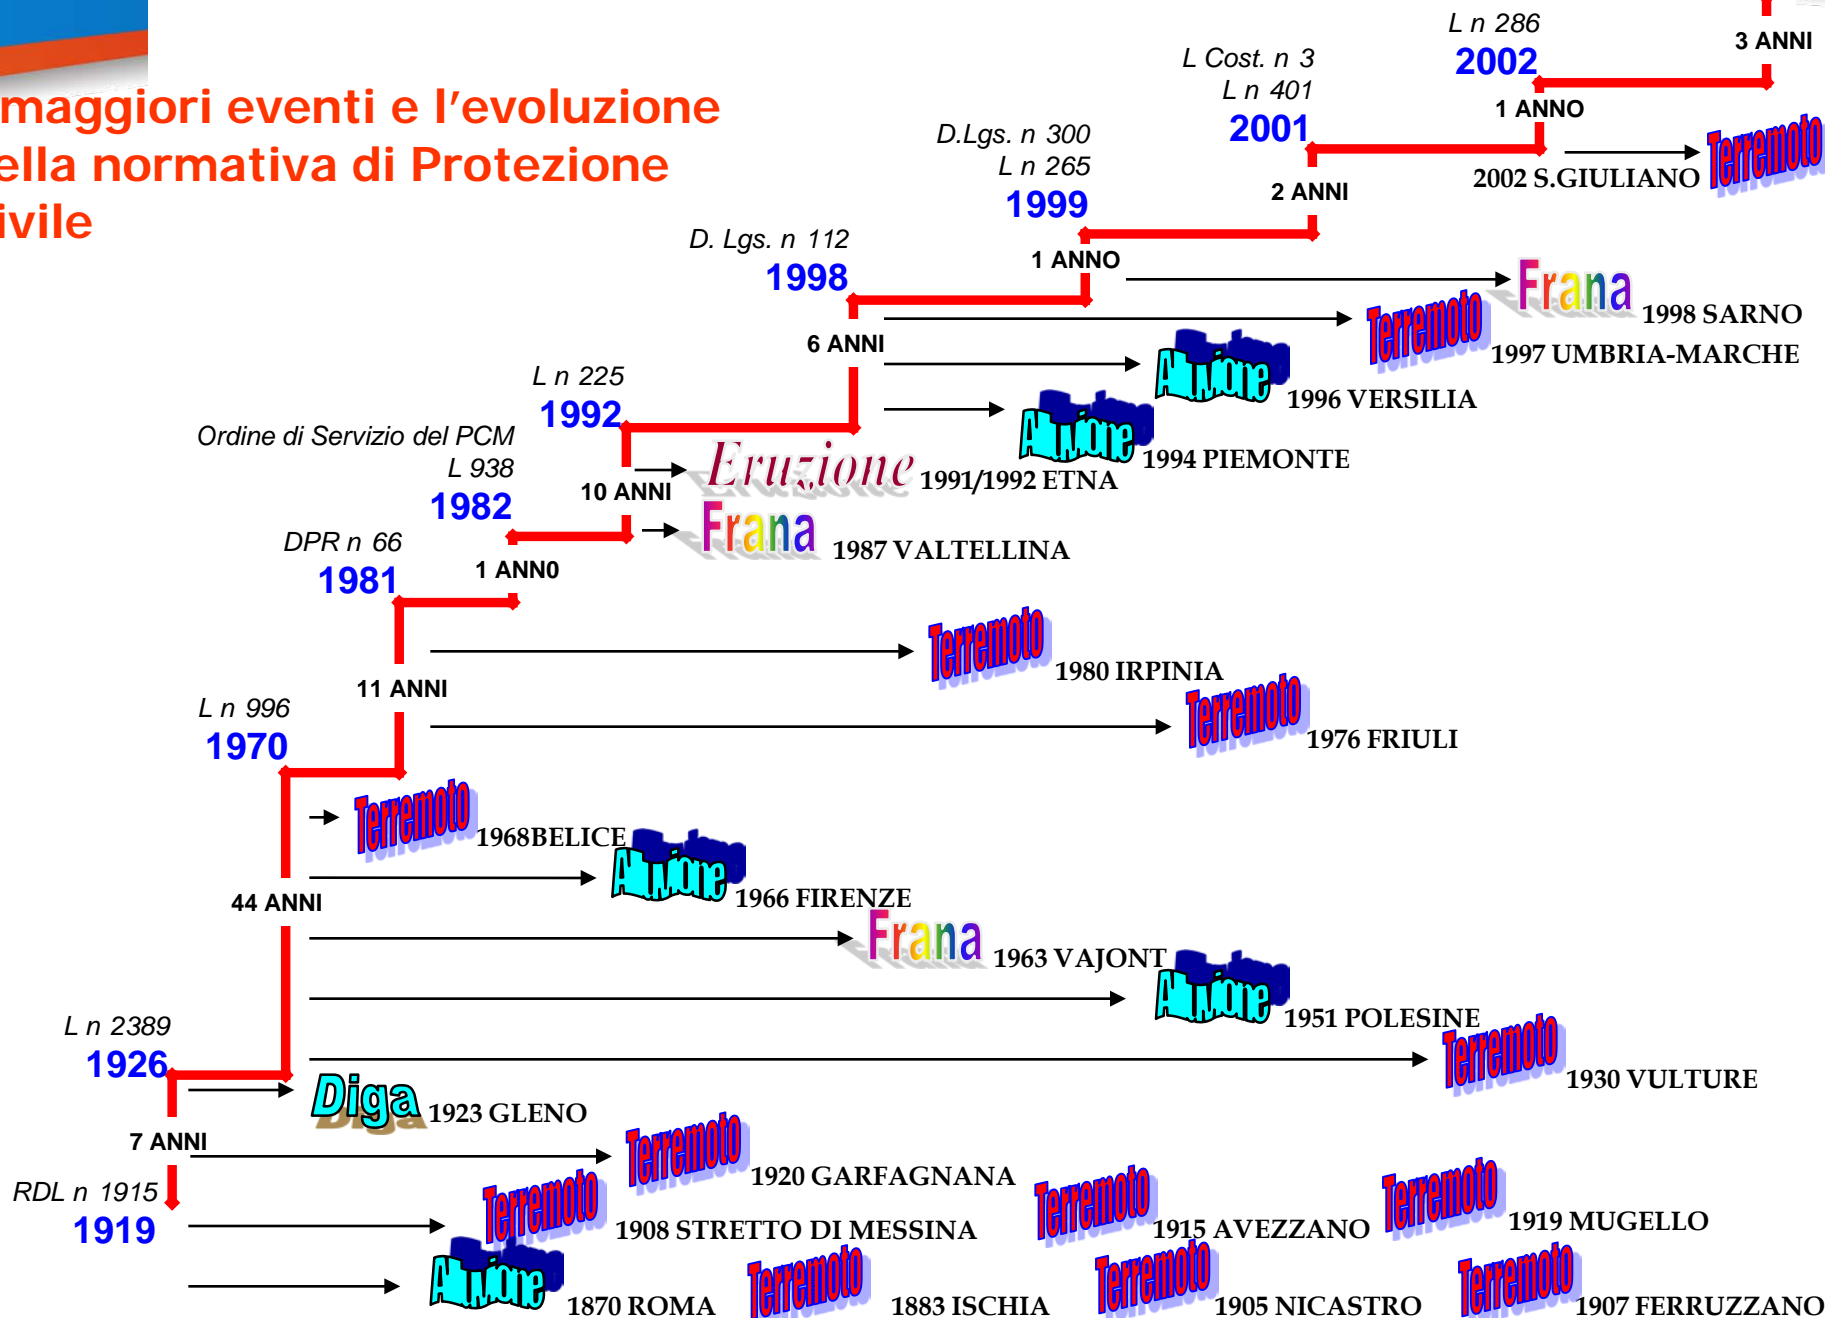 L n 286
2002
3 ANNI
L Cost. n 3
L n 401
2001
1 ANNO
maggiori eventi e l'evoluzione
ella normativa di Protezione
ivile
D.Lgs. n 300
L n 265
1999
2 ANNI
2002 S.GIULIANO Terremoto
D. Lgs. n 112
1998
1 ANNO
Frana 1998 SARNO
6 ANNI
Terremoto 1997 UMBRIA-MARCHE
L n 225
1992
Alluvione 1996 VERSILIA
Alluvione 1994 PIEMONTE
Ordine di Servizio del PCM
L 938
1982
10 ANNI
Eruzione 1991/1992 ETNA
Frana 1987 VALTELLINA
DPR n 66
1981
1 ANN0
Terremoto 1980 IRPINIA
11 ANNI
Terremoto 1976 FRIULI
L n 996
1970
Terremoto 1968BELICE
44 ANNI
Alluvione 1966 FIRENZE
Frana 1963 VAJONT
Alluvione 1951 POLESINE
L n 2389
1926
Terremoto 1930 VULTURE
Diga 1923 GLENO
7 ANNI
Terremoto 1920 GARFAGNANA
RDL n 1915
1919
Terremoto 1908 STRETTO DI MESSINA
Terremoto 1915 AVEZZANO
Terremoto 1919 MUGELLO
Alluvione 1870 ROMA
Terremoto 1883 ISCHIA
Terremoto 1905 NICASTRO
Terremoto 1907 FERRUZZANO